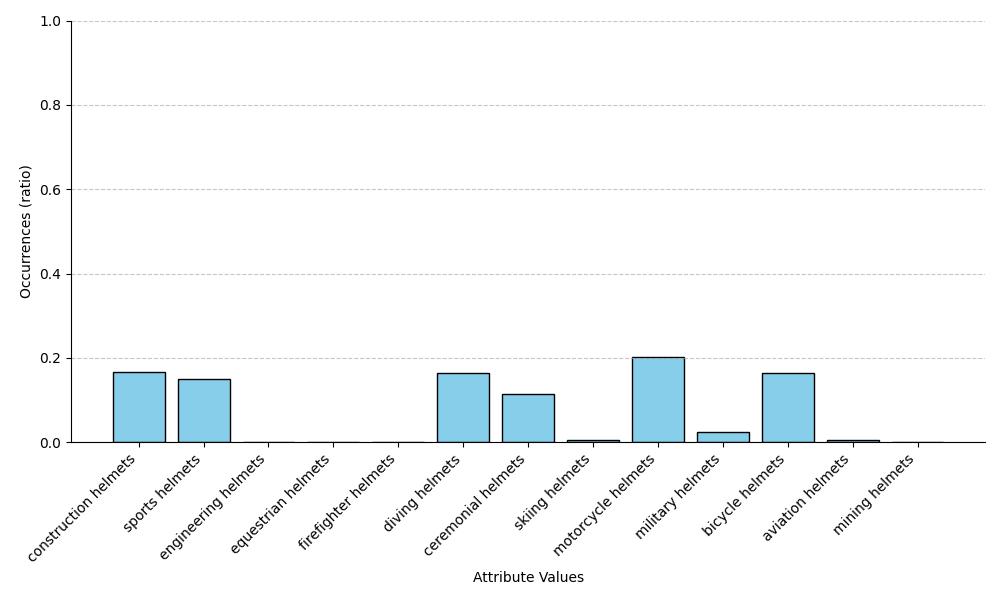 1.0
0.8
0.6
0.4
0.2
0.0
Occurrences (ratio)
construction helmets
sports helmets
engineering helmets
equestrian helmets
firefighter helmets
diving helmets
ceremonial helmets
skiing helmets
motorcycle helmets
military helmets
bicycle helmets
aviation helmets
mining helmets
Attribute Values